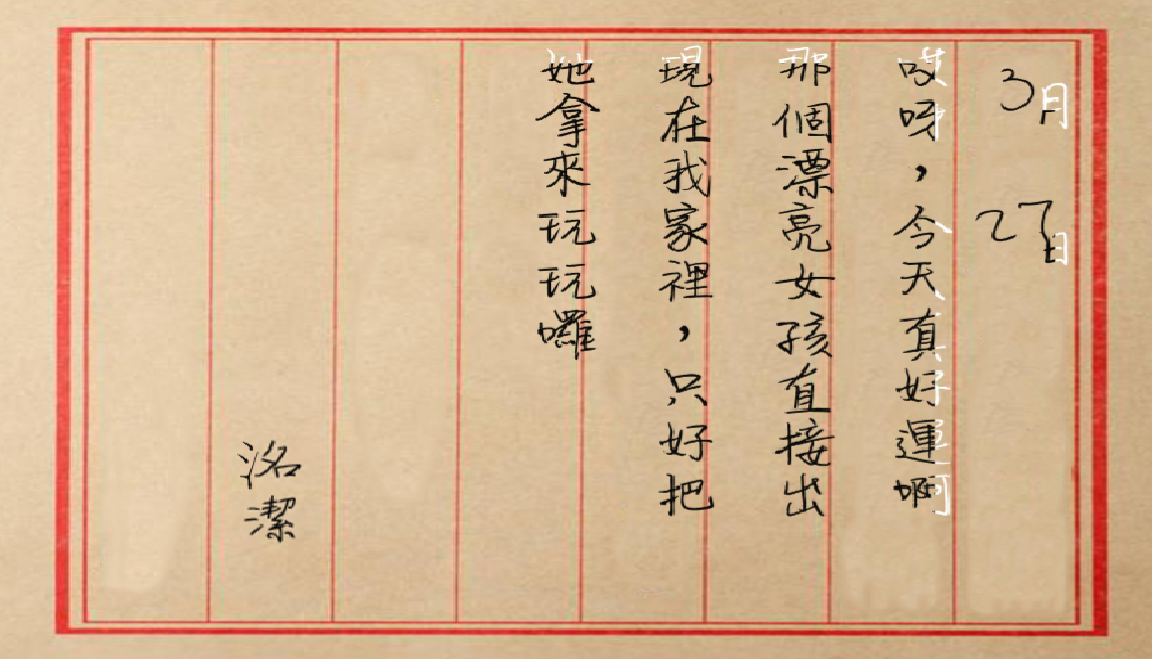 3月27日
哎呀，今天真好運啊
那個漂亮女孩直接出
現在我家裡，只好把
她拿來玩玩囉
洺潔